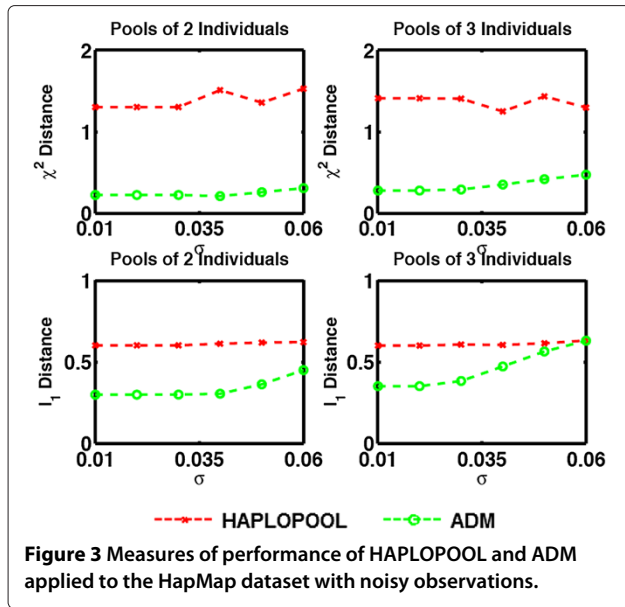 Pools of 2 Individuals
Pools of 3 Individuals
2
1
0
χ² Distance
0.01
0.035
0.06
σ
2
1
0
χ² Distance
0.01
0.035
0.06
σ
Pools of 2 Individuals
Pools of 3 Individuals
1
0.5
0
l₁ Distance
0.01
0.035
0.06
σ
1
0.5
0
l₁ Distance
0.01
0.035
0.06
σ
HAPLOPOOL
ADM
Figure 3 Measures of performance of HAPLOPOOL and ADM
applied to the HapMap dataset with noisy observations.